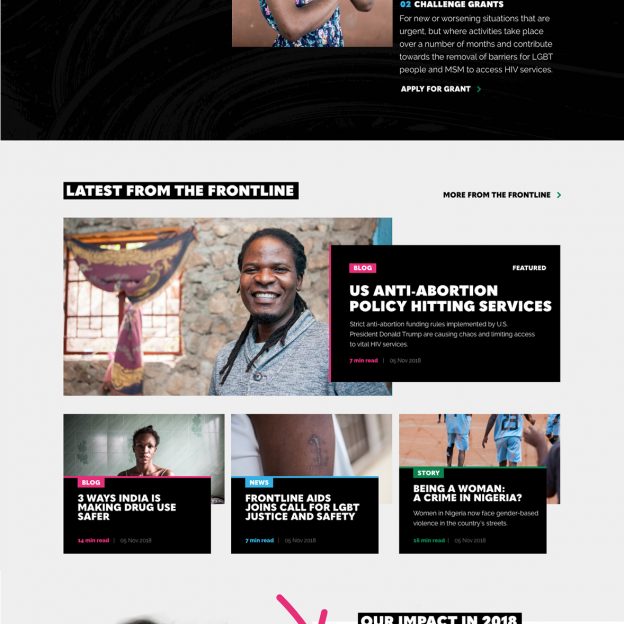 02 CHALLENGE GRANTS
For new or worsening situations that are
urgent, but where activities take place
over a number of months and contribute
towards the removal of barriers for LGBT
people and MSM to access HIV services.
APPLY FOR GRANT
LATEST FROM THE FRONTLINE
MORE FROM THE FRONTLINE
BLOG
FEATURED
US ANTI-ABORTION
POLICY HITTING SERVICES
Strict anti-abortion funding rules implemented by U.S.
President Donald Trump are causing chaos and limiting access
to vital HIV services.
7 min read | 05 Nov 2018
BLOG
3 WAYS INDIA IS
MAKING DRUG USE
SAFER
14 min read | 05 Nov 2018
NEWS
FRONTLINE AIDS
JOINS CALL FOR LGBT
JUSTICE AND SAFETY
7 min read | 05 Nov 2018
23
STORY
BEING A WOMAN:
A CRIME IN NIGERIA?
Women in Nigeria now face gender-based
violence in the country's streets.
16 min read | 05 Nov 2018
OUR IMPACT IN 2018